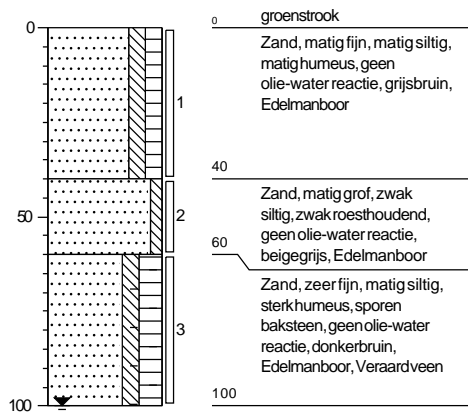 0
50
100
1
2
3
0
groenstrook
Zand, matig fijn, matig siltig,
matig humeus, geen
olie-water reactie, grijsbruin,
Edelmanboor
40
Zand, matig grof, zwak
siltig, zwak roesthoudend,
geen olie-water reactie,
beigegrijs, Edelmanboor
60
Zand, zeer fijn, matig siltig,
sterk humeus, sporen
baksteen, geen olie-water
reactie, donkerbruin,
Edelmanboor, Veraard veen
100